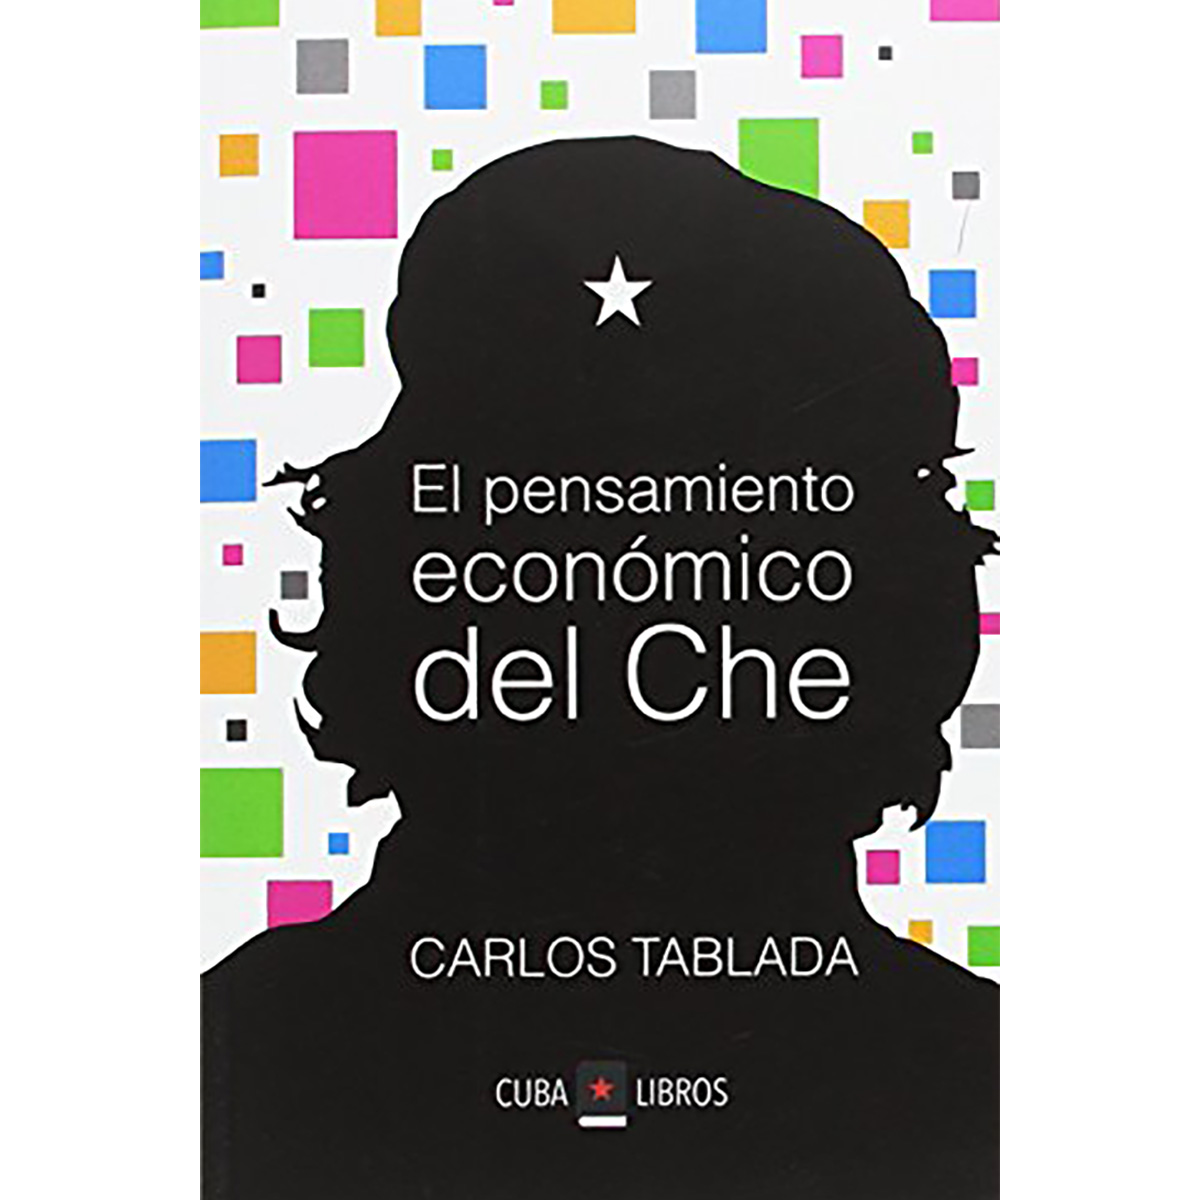 El pensamiento
económico
del Che
CARLOS TABLADA
CUBA LIBROS